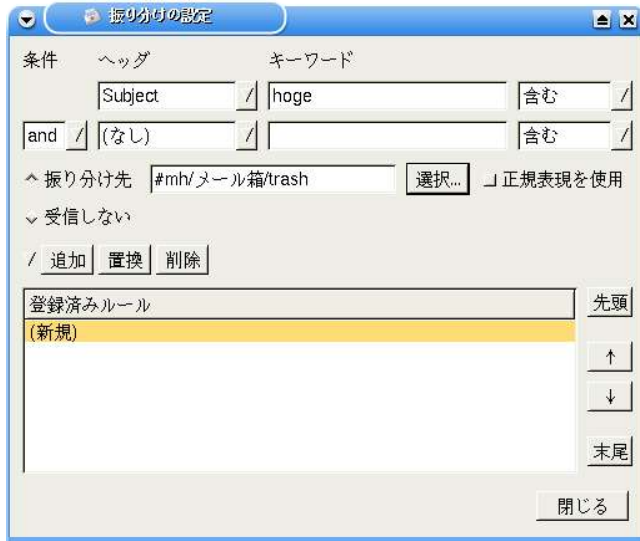 振り分けの設定
条件 ヘッダ キーワード
Subject hoge 含む
and (なし) 含む
振り分け先 #mh/メール箱/trash 選択... 正規表現を使用
受信しない
追加 置換 削除
登録済みルール 先頭
(新規)
↑
↓
末尾
閉じる